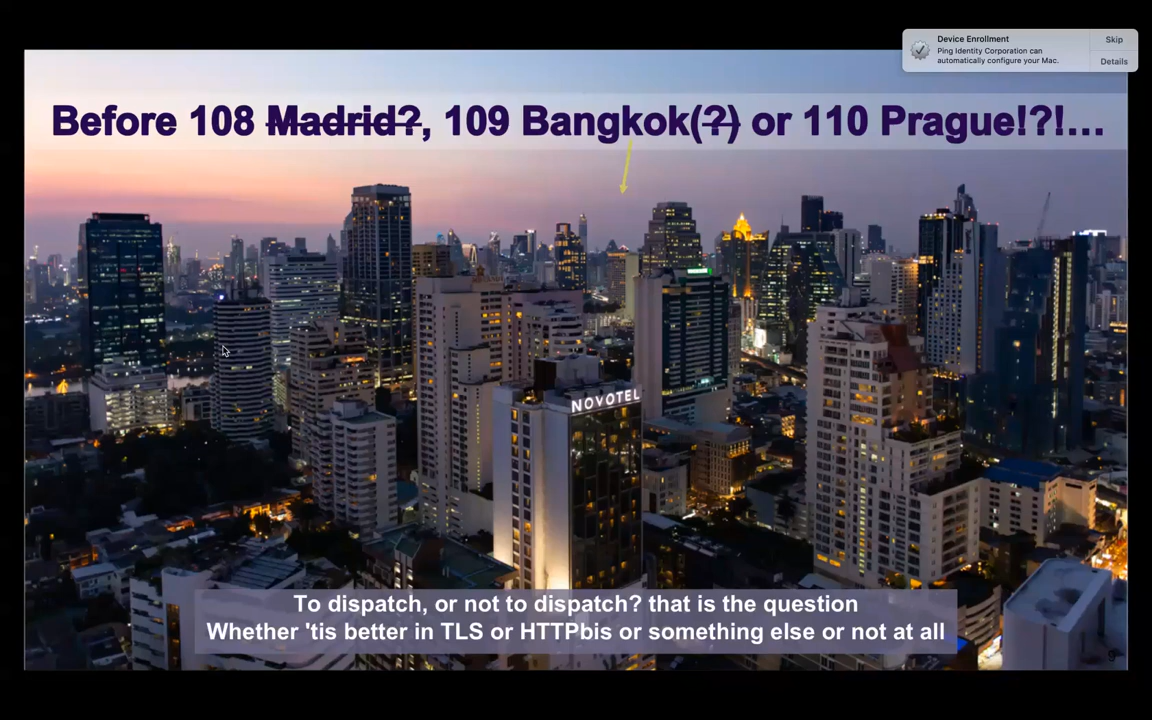 Device Enrollment
Ping Identity Corporation can
automatically configure your Mac.
Skip
Details
Before 108 Madrid?, 109 Bangkok(?) or 110 Prague!?!...
NOVOTEL
To dispatch, or not to dispatch? that is the question
Whether 'tis better in TLS or HTTPbis or something else or not at all
9